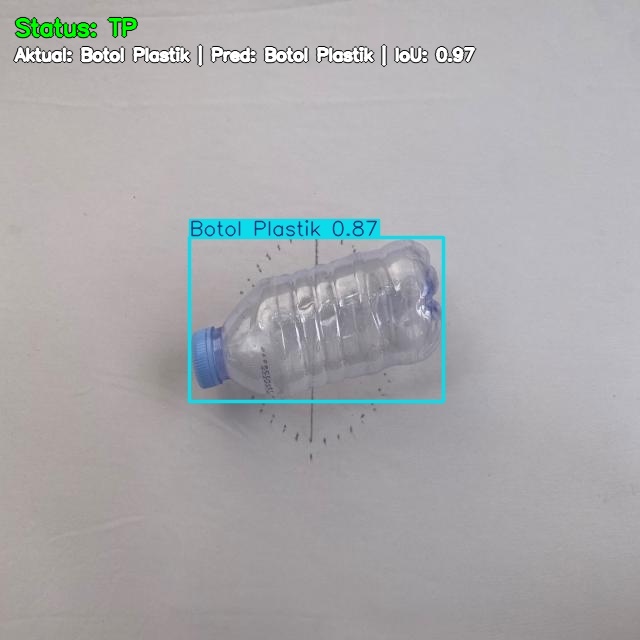 Status: TP
Aktual: Botol Plastik | Pred: Botol Plastik | IoU: 0.97
Botol Plastik 0.87